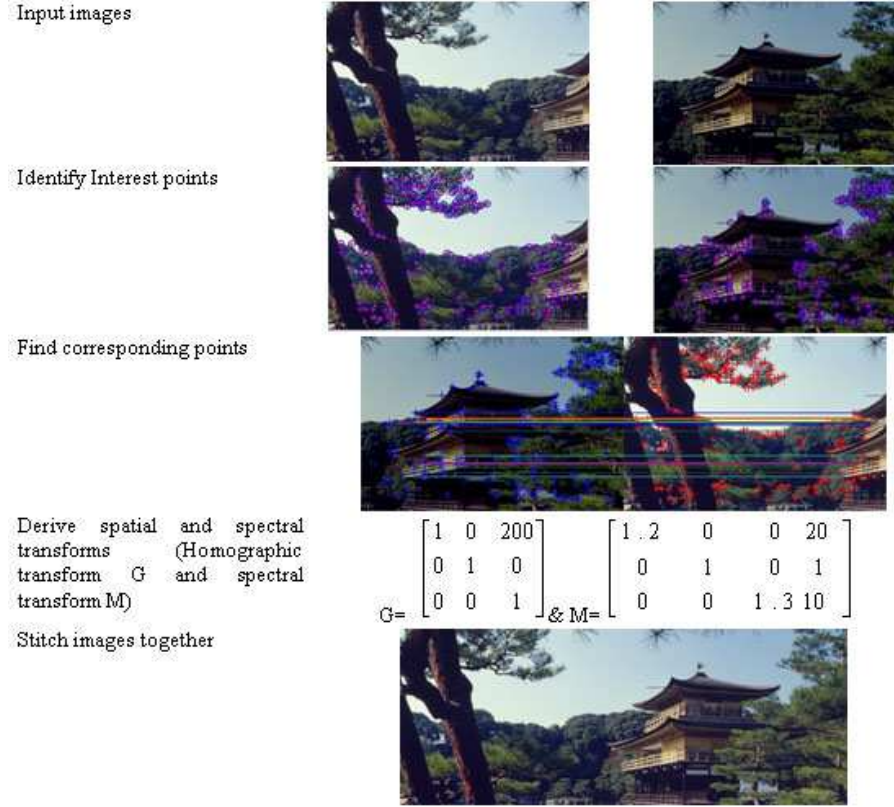 Input images
Identify Interest points
Find corresponding points
Derive spatial and spectral
transforms (Homographic
transform G and spectral
transform M)
G= [1 0 200
0 1 0
0 0 1] & M= [1 . 2 0 0 20
0 1 0 1
0 0 1 . 3 10]
Stitch images together